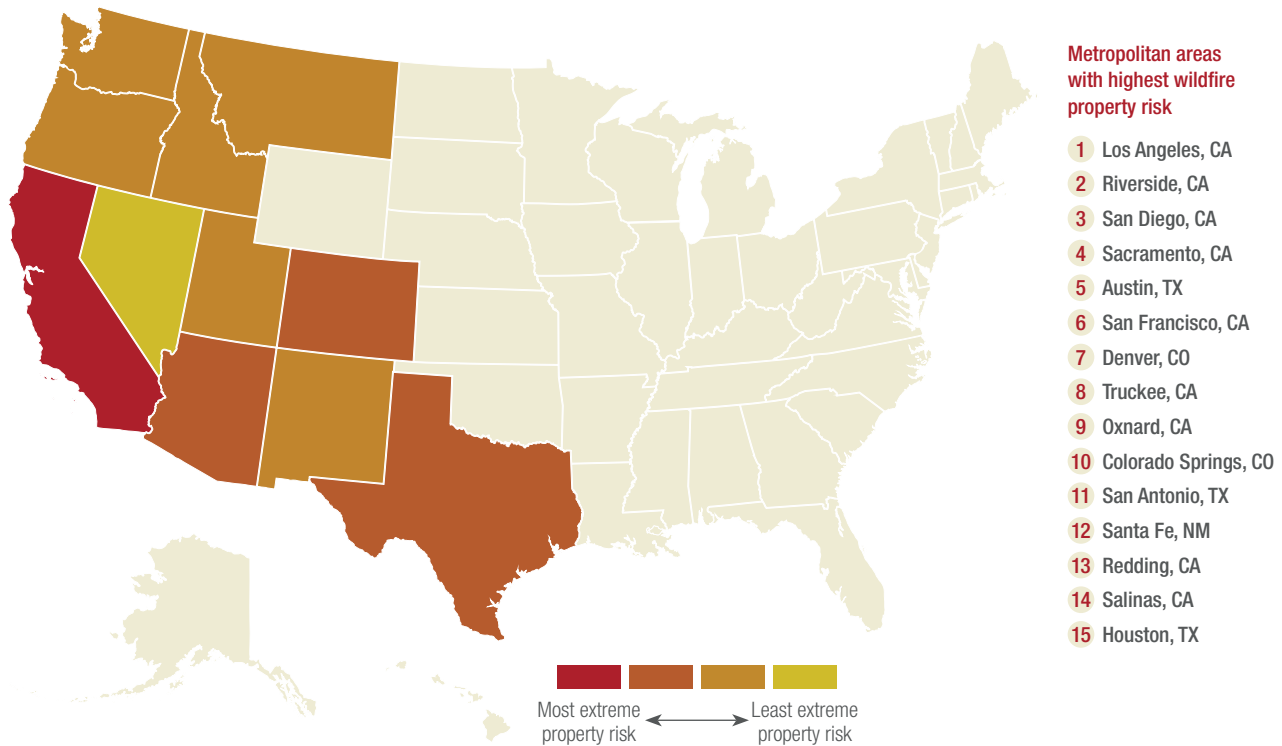 Metropolitan areas
with highest wildfire
property risk
1 Los Angeles, CA
2 Riverside, CA
3 San Diego, CA
4 Sacramento, CA
5 Austin, TX
6 San Francisco, CA
7 Denver, CO
8 Truckee, CA
9 Oxnard, CA
10 Colorado Springs, CO
11 San Antonio, TX
12 Santa Fe, NM
13 Redding, CA
14 Salinas, CA
15 Houston, TX
Most extreme
property risk
Least extreme
property risk